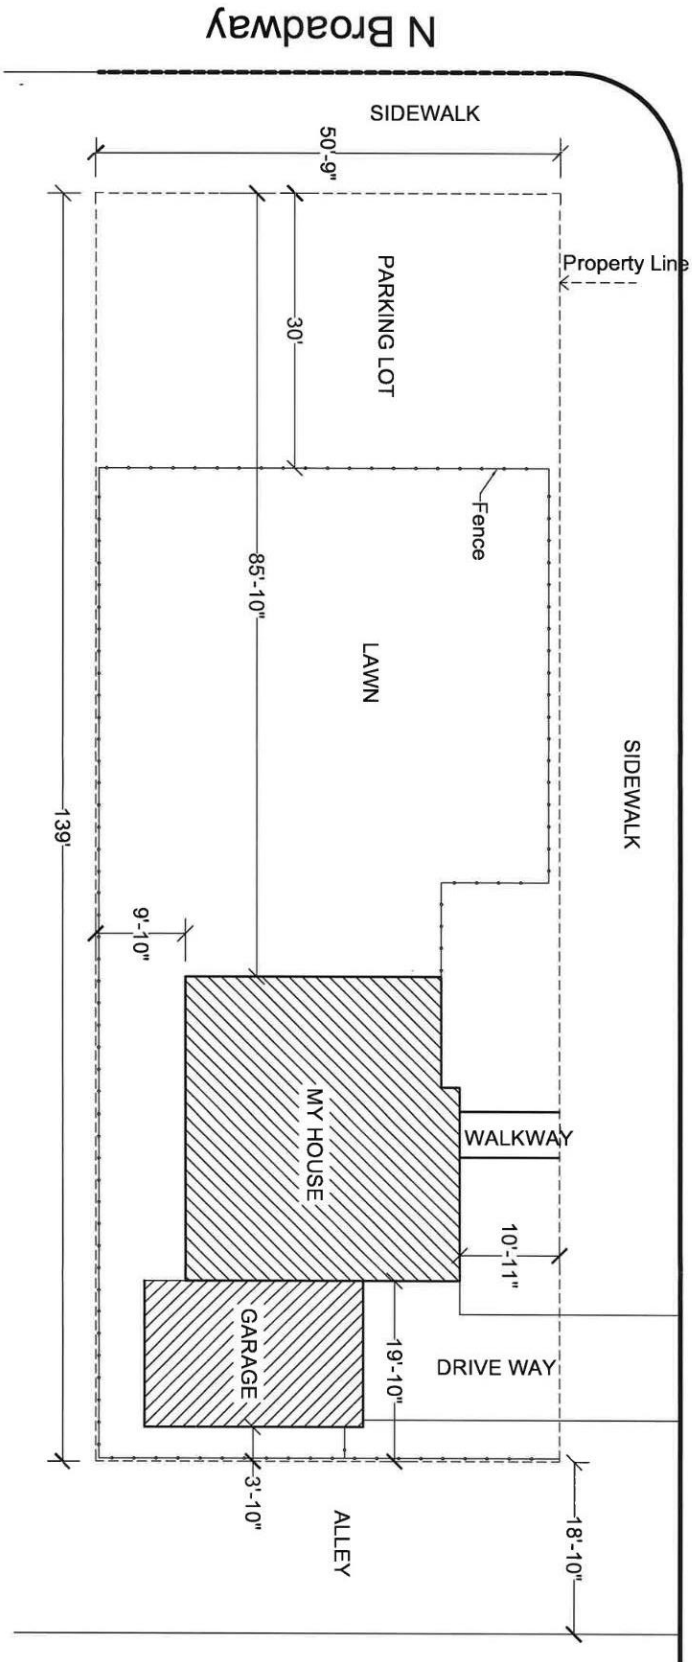 N Broadway
SIDEWALK
50'-9"
Property Line
PARKING LOT
30'
Fence
85'-10"
LAWN
SIDEWALK
139'
9'-10"
MY HOUSE
WALKWAY
10'-11"
GARAGE
19'-10"
DRIVE WAY
3'-10"
ALLEY
18'-10"